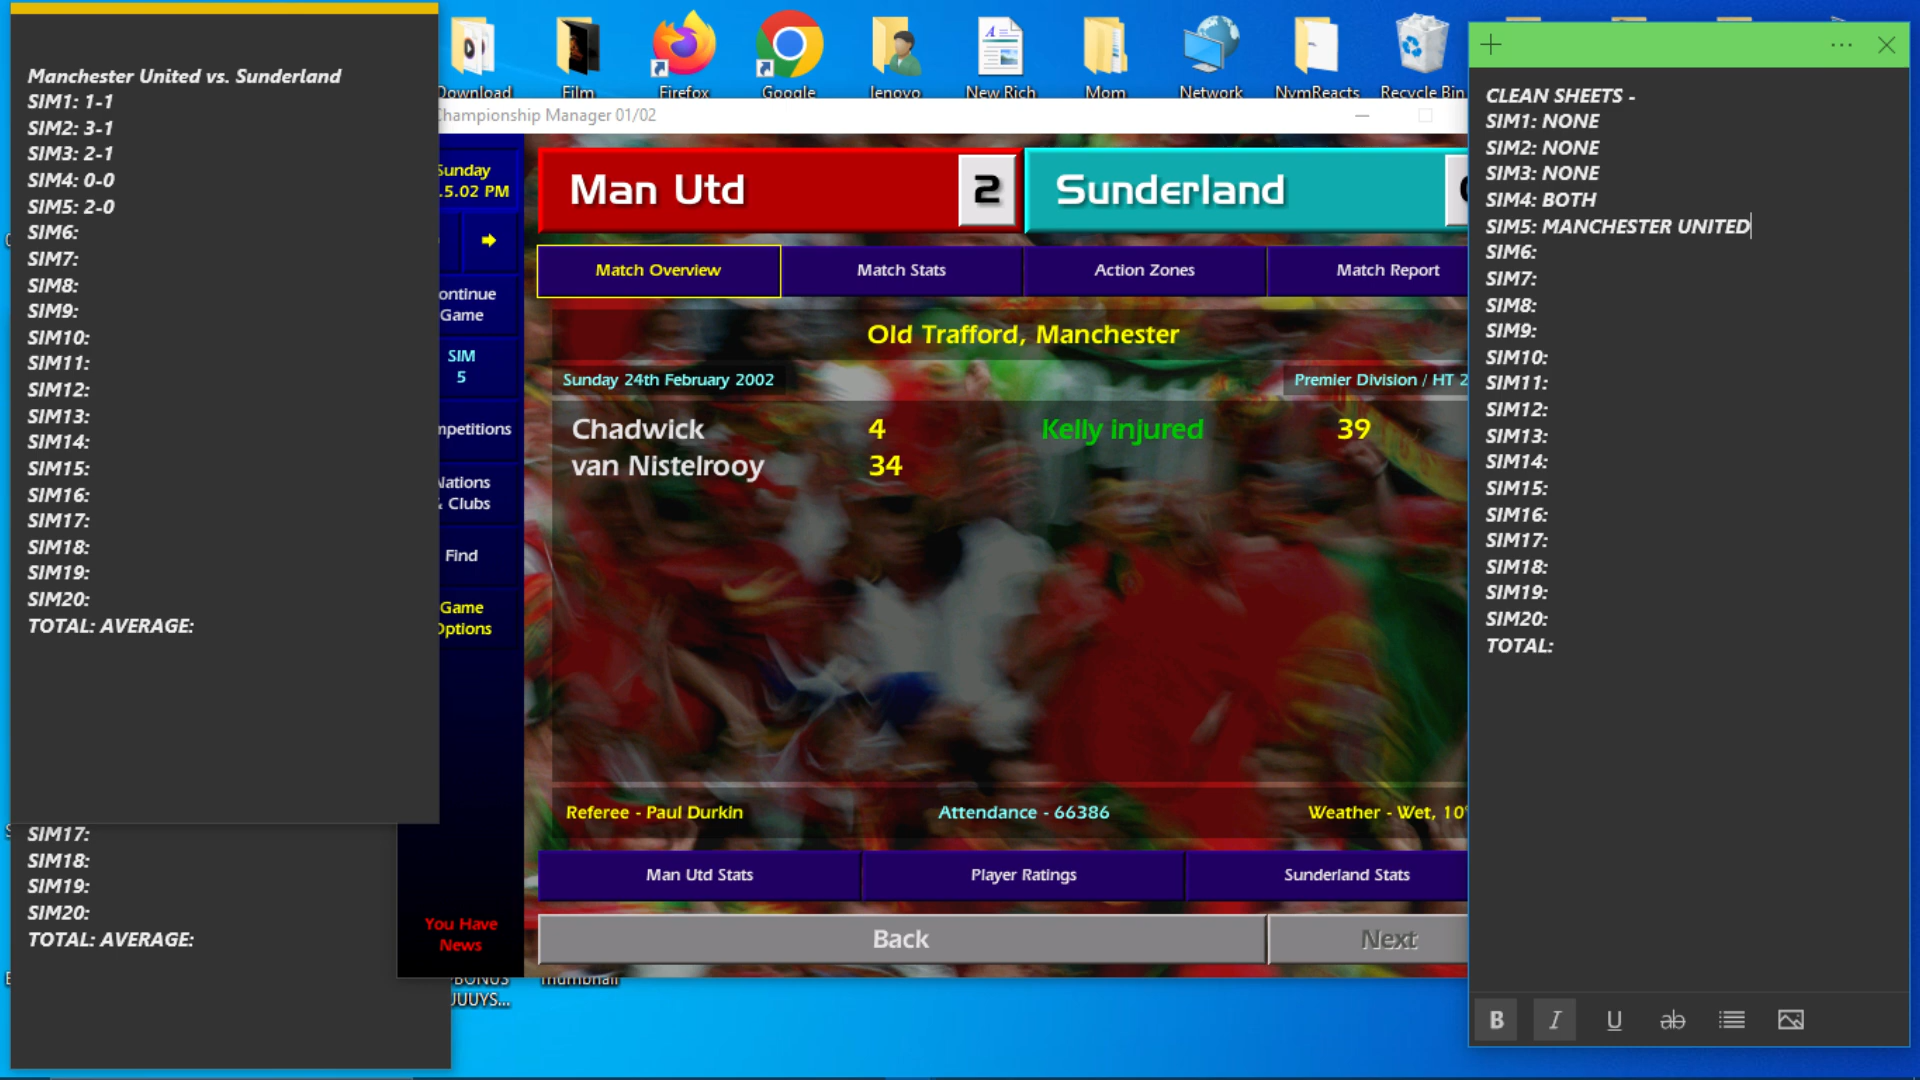 Manchester United vs. Sunderland
SIM1: 1-1
SIM2: 3-1
SIM3: 2-1
SIM4: 0-0
SIM5: 2-0
SIM6:
SIM7:
SIM8:
SIM9:
SIM10:
SIM11:
SIM12:
SIM13:
SIM14:
SIM15:
SIM16:
SIM17:
SIM18:
SIM19:
SIM20:
TOTAL: AVERAGE:
SIM17:
SIM18:
SIM19:
SIM20:
TOTAL: AVERAGE:
Download
Film
Firefox
Google
lenovo
New Rich
Mom
Network
NymReacts
Recycle Bin
Championship Manager 01/02
Sunday
.5.02 PM
ontinue
Game
SIM
5
mpetitions
Nations
& Clubs
Find
Game
Options
You Have
News
Man Utd 2 Sunderland
Match Overview Match Stats Action Zones Match Report
Old Trafford, Manchester
Sunday 24th February 2002 Premier Division / HT 2
Chadwick 4 Kelly injured 39
van Nistelrooy 34
Referee - Paul Durkin Attendance - 66386 Weather - Wet, 10°
Man Utd Stats Player Ratings Sunderland Stats
Back Next
BONUS
JUUYS...
Thumbnail
CLEAN SHEETS -
SIM1: NONE
SIM2: NONE
SIM3: NONE
SIM4: BOTH
SIM5: MANCHESTER UNITED
SIM6:
SIM7:
SIM8:
SIM9:
SIM10:
SIM11:
SIM12:
SIM13:
SIM14:
SIM15:
SIM16:
SIM17:
SIM18:
SIM19:
SIM20:
TOTAL:
B I U ab